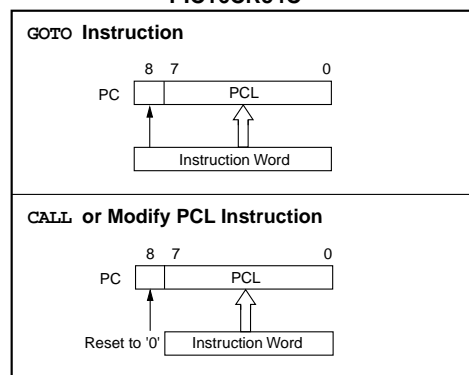 GOTO Instruction
8 7 0
PC PCL
Instruction Word
CALL or Modify PCL Instruction
8 7 0
PC PCL
Reset to '0' Instruction Word